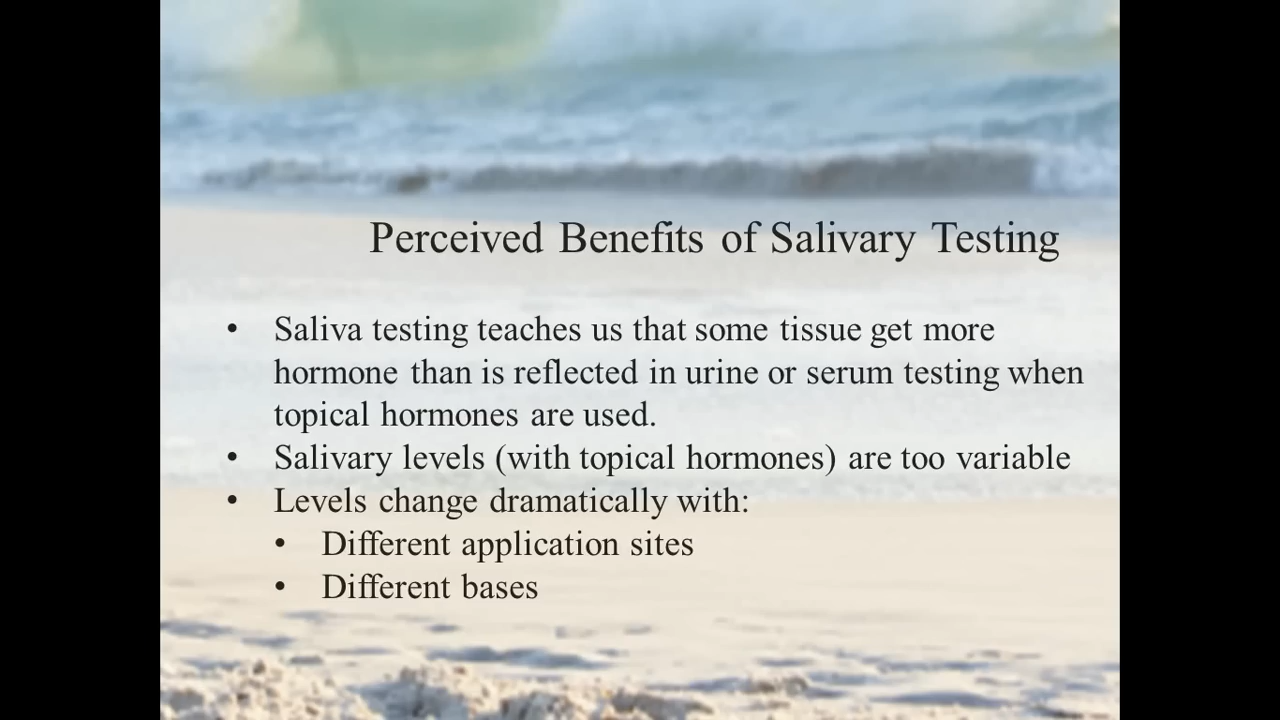 Perceived Benefits of Salivary Testing
• Saliva testing teaches us that some tissue get more
hormone than is reflected in urine or serum testing when
topical hormones are used.
• Salivary levels (with topical hormones) are too variable
• Levels change dramatically with:
• Different application sites
• Different bases